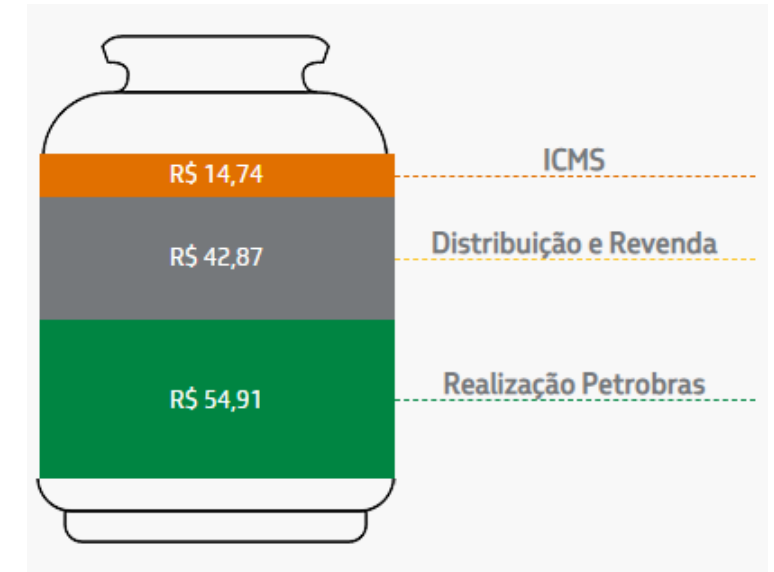 R$ 14,74
ICMS
R$ 42,87
Distribuição e Revenda
R$ 54,91
Realização Petrobras